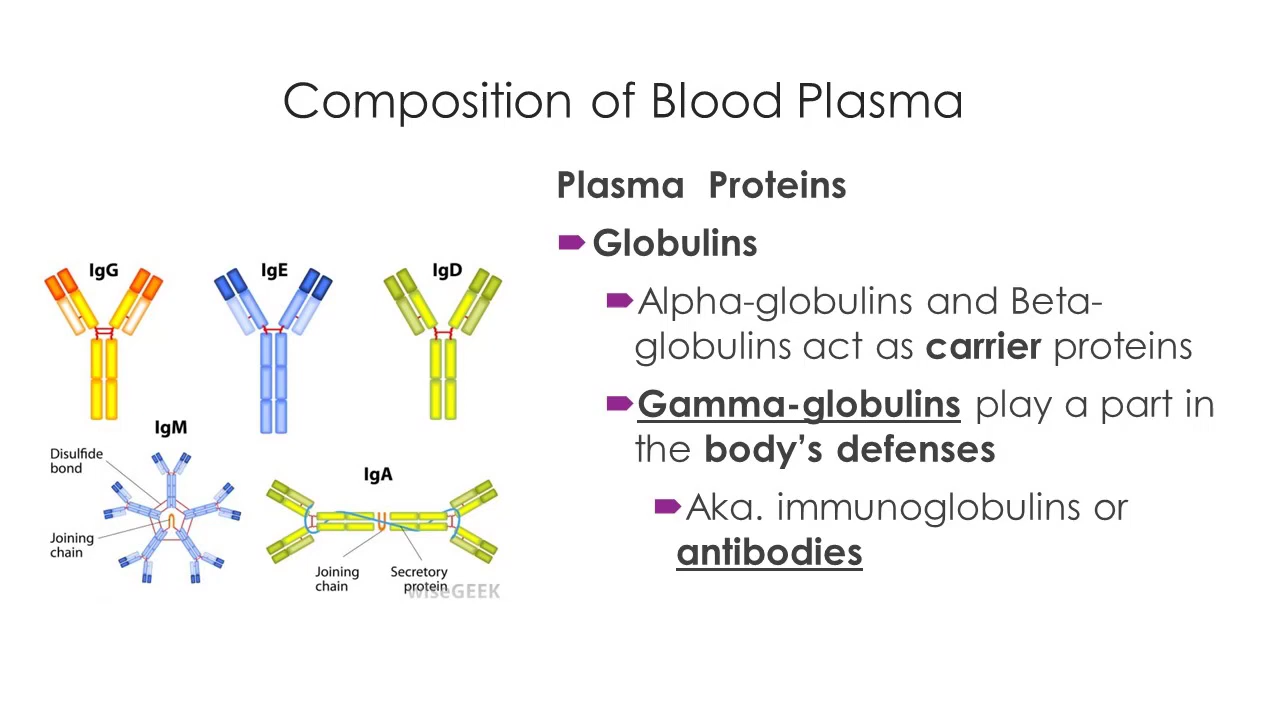 Composition of Blood Plasma
Plasma Proteins
Globulins
Alpha-globulins and Beta-
globulins act as carrier proteins
Gamma-globulins play a part in
the body’s defenses
Aka. immunoglobulins or
antibodies
IgG
IgE
IgD
IgM
Disulfide
bond
Joining
chain
IgA
Joining
chain
Secretory
protein
wiseGEEK